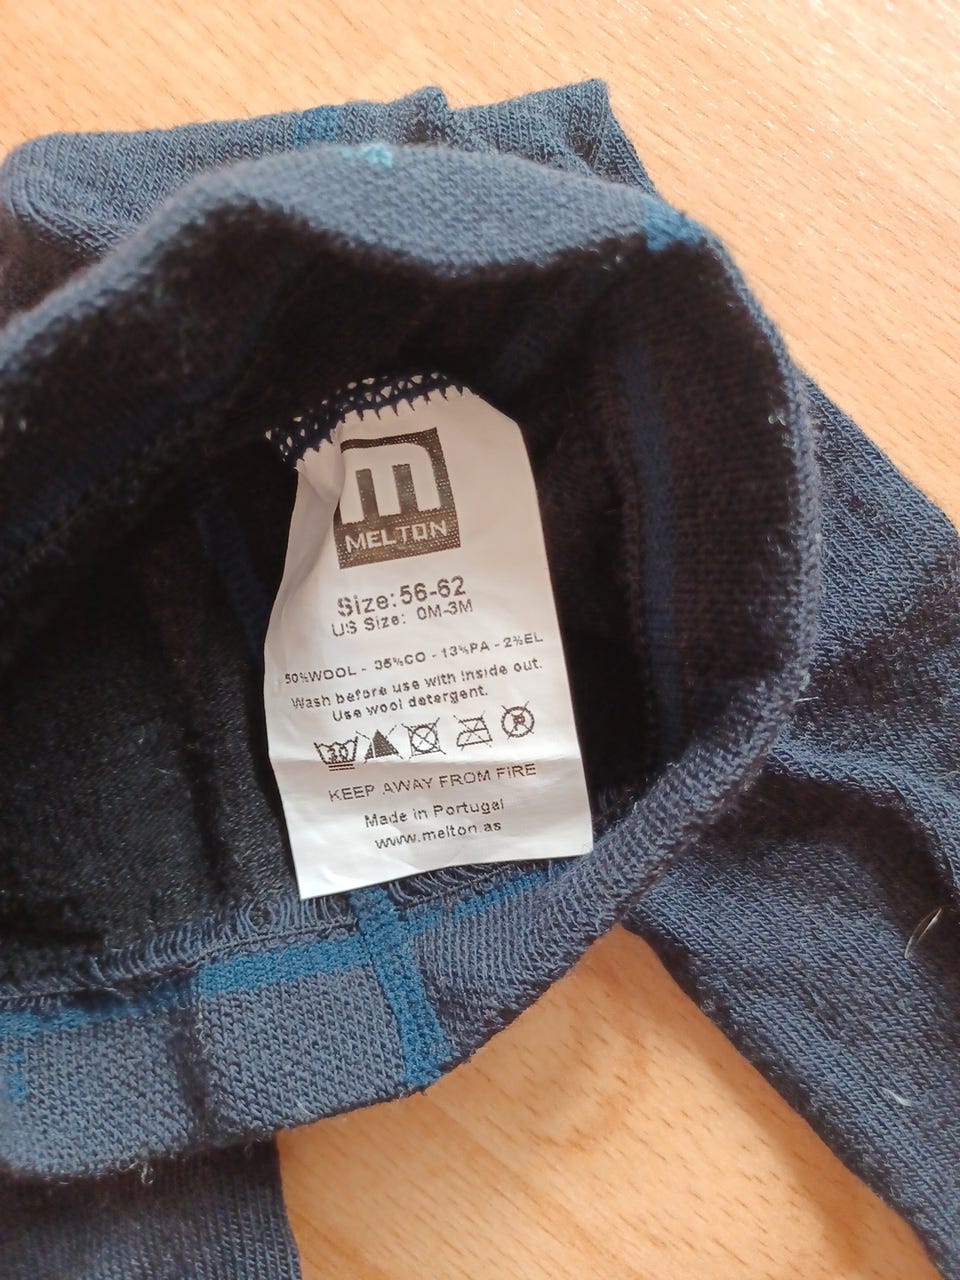 m
MELTON
Size: 56-62
US Size: 0M-3M
50%WOOL - 35%CO - 13%PA - 2%EL
Wash before use with inside out.
Use wool detergent.
30
P
KEEP AWAY FROM FIRE
Made in Portugal
www.melton.as